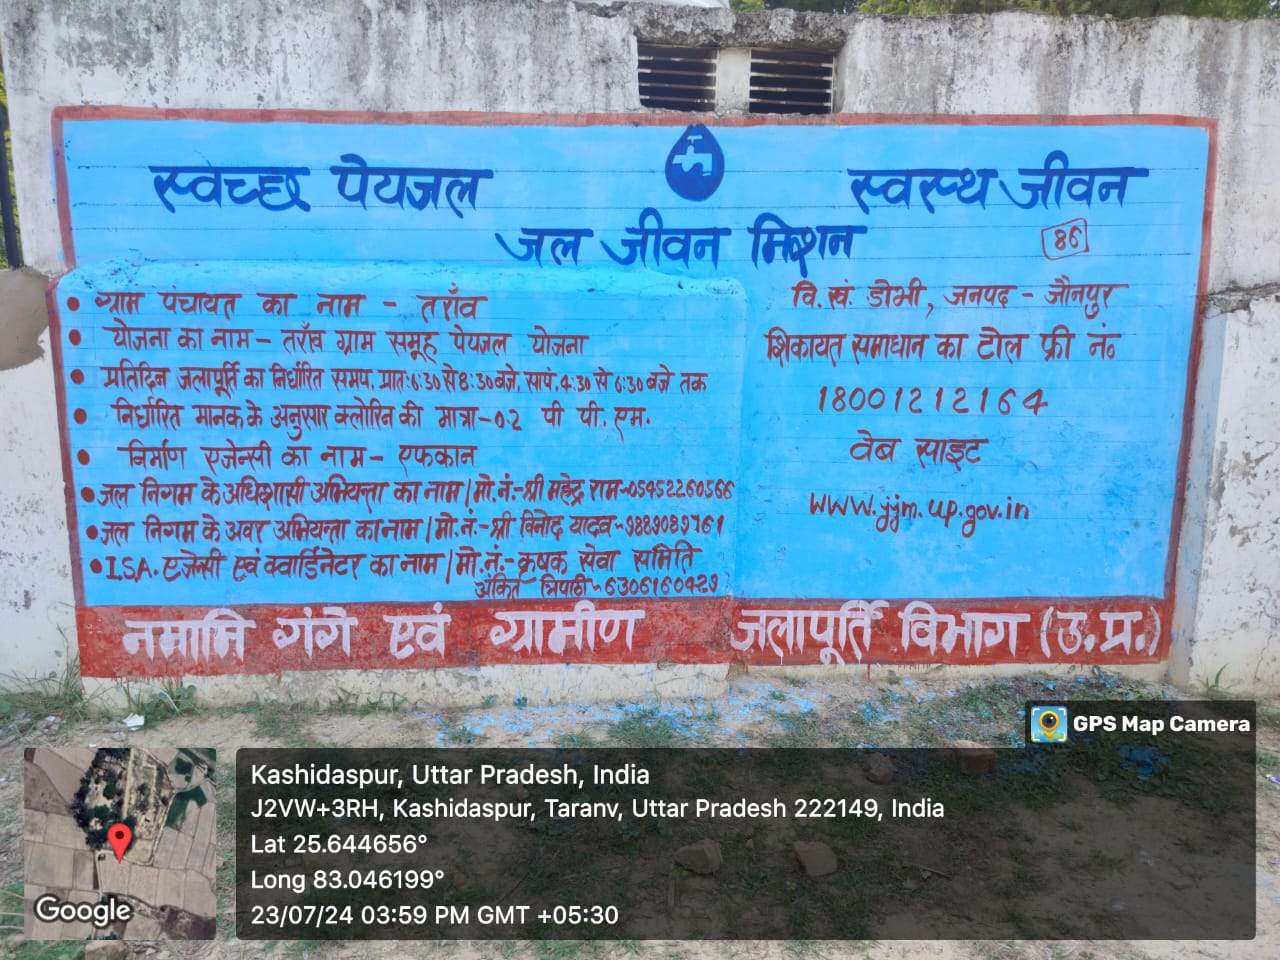 स्वच्छ पेयजल
स्वस्थ जीवन
जल जीवन मिशन
86
• ग्राम पंचायत का नाम - तराँव
• योजना का नाम - तराँव ग्राम समूह पेयजल योजना
• प्रतिदिन जलापूर्ति का निर्धारित समय, प्रात: 6:30 से 8:30 बजे, सायं. 4:30 से 6:30 बजे तक
• निर्धारित मानक के अनुसार क्लोरिन की मात्रा - 0.2 पी पी. एम.
• निर्माण एजेन्सी का नाम - एफकान
• जल निगम के अधिशासी अभियन्ता का नाम / मो.नं.- श्री महेन्द्र राम - 05452260566
• जल निगम के अवर अभियन्ता का नाम / मो.नं.- श्री विनोद यादव - 9889089761
• I.S.A. एजेन्सी एवं क्वार्डिनेटर का नाम / मो.नं.- कृषक सेवा समिति
अंकित त्रिपाठी - 6306160429
वि. खं. डोभी, जनपद - जौनपुर
शिकायत समाधान का टोल फ्री नं०
18001212164
वेब साइट
www.jjm.up.gov.in
नमामि गंगे एवं ग्रामीण जलापूर्ति विभाग (उ.प्र.)
GPS Map Camera
Kashidaspur, Uttar Pradesh, India
J2VW+3RH, Kashidaspur, Taranv, Uttar Pradesh 222149, India
Lat 25.644656°
Long 83.046199°
23/07/24 03:59 PM GMT +05:30
Google